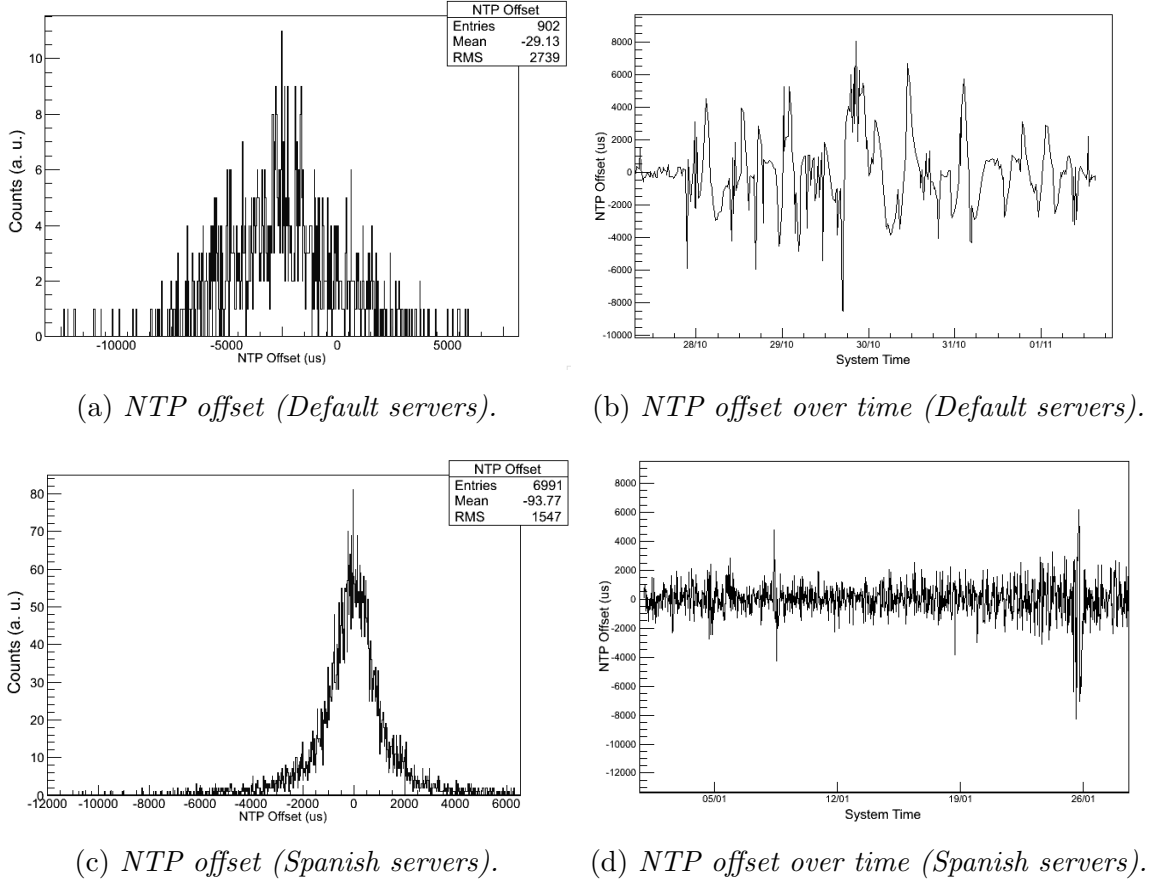 NTP Offset
Entries 902
Mean -29.13
RMS 2739
10
8
6
4
2
0
Counts (a. u.)
-10000 -5000 0 5000
NTP Offset (us)
8000
6000
4000
2000
0
-2000
-4000
-6000
-8000
-10000
NTP Offset (us)
28/10 29/10 30/10 31/10 01/11
System Time
(a) NTP offset (Default servers).
(b) NTP offset over time (Default servers).
NTP Offset
Entries 6991
Mean -93.77
RMS 1547
80
70
60
50
40
30
20
10
0
Counts (a. u.)
-12000 -10000 -8000 -6000 -4000 -2000 0 2000 4000 6000
NTP Offset (us)
8000
6000
4000
2000
0
-2000
-4000
-6000
-8000
-10000
-12000
NTP Offset (us)
05/01 12/01 19/01 26/01
System Time
(c) NTP offset (Spanish servers).
(d) NTP offset over time (Spanish servers).